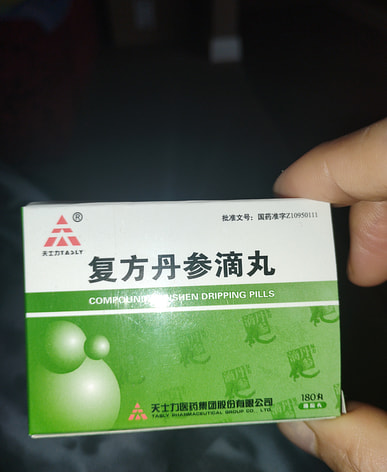 批准文号：国药准字Z10950111
®
天士力TASLY
复方丹参滴丸
DRIPPING PILLS
180丸
天士力医药集团股份有限公司
TASLY PHARMACEUTICAL GROUP CO., LTD.